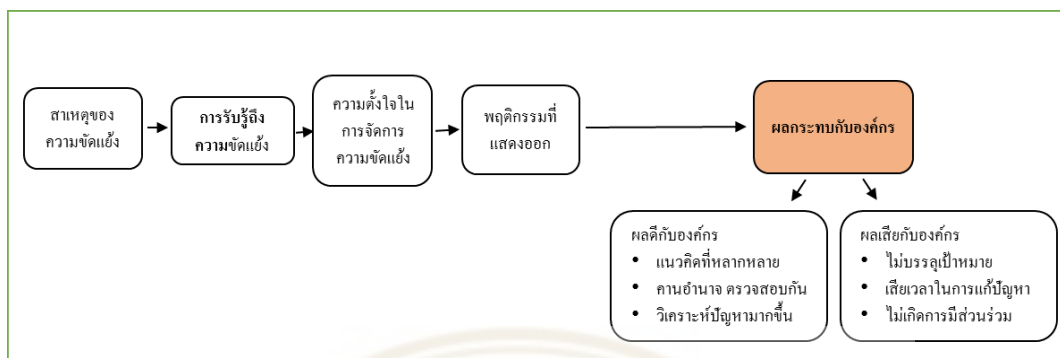 สาเหตุของ
ความขัดแย้ง
การรับรู้ถึง
ความขัดแย้ง
ความตั้งใจใน
การจัดการ
ความขัดแย้ง
พฤติกรรมที่
แสดงออก
ผลกระทบกับองค์กร
ผลดีกับองค์กร
• แนวคิดที่หลากหลาย
• คานอำนาจ ตรวจสอบกัน
• วิเคราะห์ปัญหามากขึ้น
ผลเสียกับองค์กร
• ไม่บรรลุเป้าหมาย
• เสียเวลาในการแก้ปัญหา
• ไม่เกิดการมีส่วนร่วม